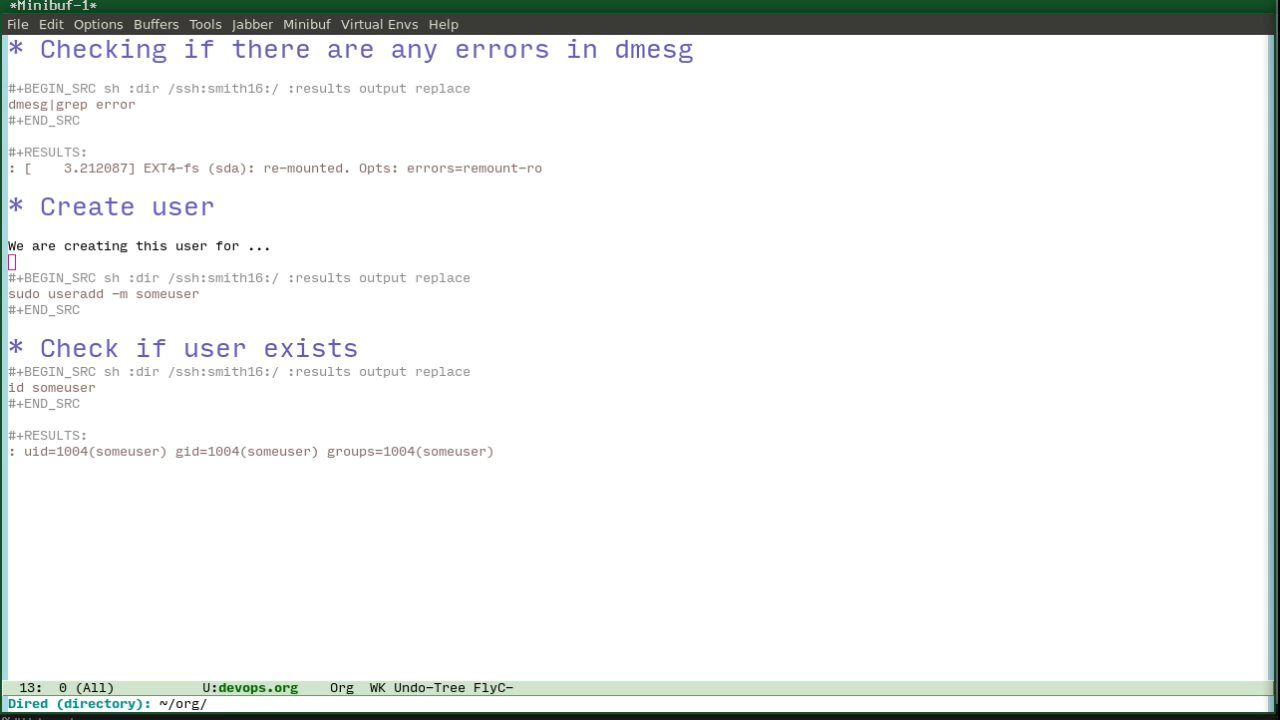 *Minibuf-1*
File Edit Options Buffers Tools Jabber Minibuf Virtual Envs Help
* Checking if there are any errors in dmesg
#+BEGIN_SRC sh :dir /ssh:smith16:/ :results output replace
dmesg|grep error
#+END_SRC
#+RESULTS:
: [    3.212087] EXT4-fs (sda): re-mounted. Opts: errors=remount-ro
* Create user
We are creating this user for ...
#+BEGIN_SRC sh :dir /ssh:smith16:/ :results output replace
sudo useradd -m someuser
#+END_SRC
* Check if user exists
#+BEGIN_SRC sh :dir /ssh:smith16:/ :results output replace
id someuser
#+END_SRC
#+RESULTS:
: uid=1004(someuser) gid=1004(someuser) groups=1004(someuser)
13: 0 (All) U:devops.org Org WK Undo-Tree FlyC-
Dired (directory): ~/org/